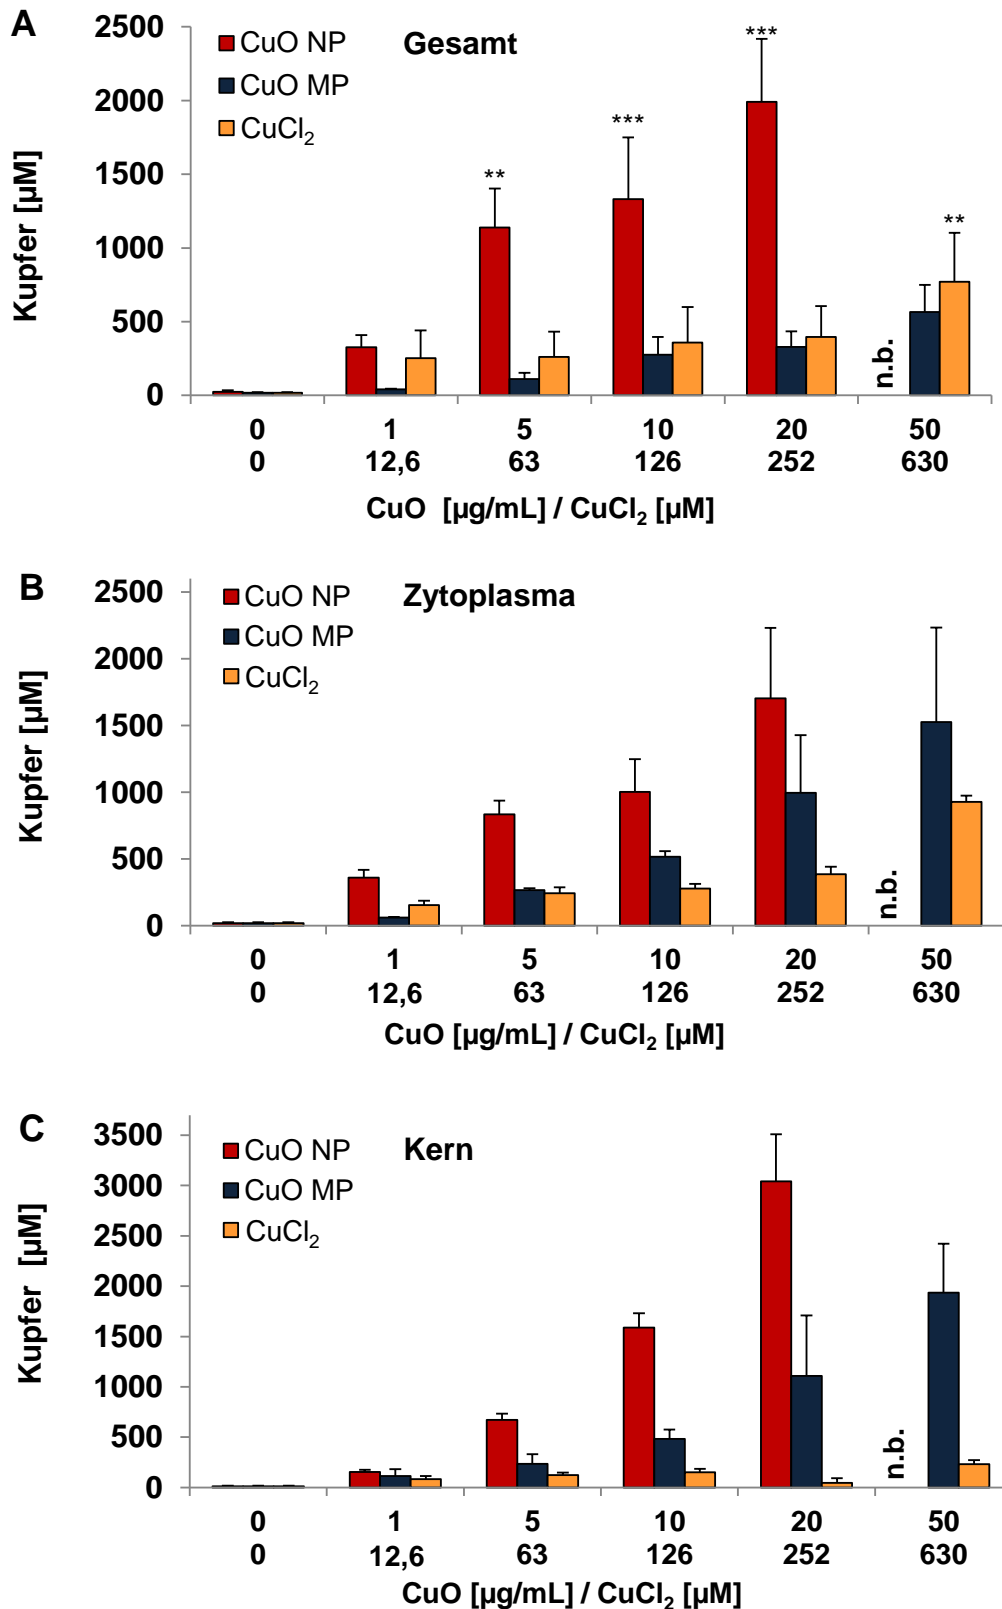 A
Gesamt
CuO NP
CuO MP
CuCl₂
Kupfer [µM]
2500
2000
1500
1000
500
0
**
***
***
**
n.b.
0 1 5 10 20 50
0 12,6 63 126 252 630
CuO [µg/mL] / CuCl₂ [µM]
B
Zytoplasma
CuO NP
CuO MP
CuCl₂
Kupfer [µM]
2500
2000
1500
1000
500
0
n.b.
0 1 5 10 20 50
0 12,6 63 126 252 630
CuO [µg/mL] / CuCl₂ [µM]
C
Kern
CuO NP
CuO MP
CuCl₂
Kupfer [µM]
3500
3000
2500
2000
1500
1000
500
0
n.b.
0 1 5 10 20 50
0 12,6 63 126 252 630
CuO [µg/mL] / CuCl₂ [µM]